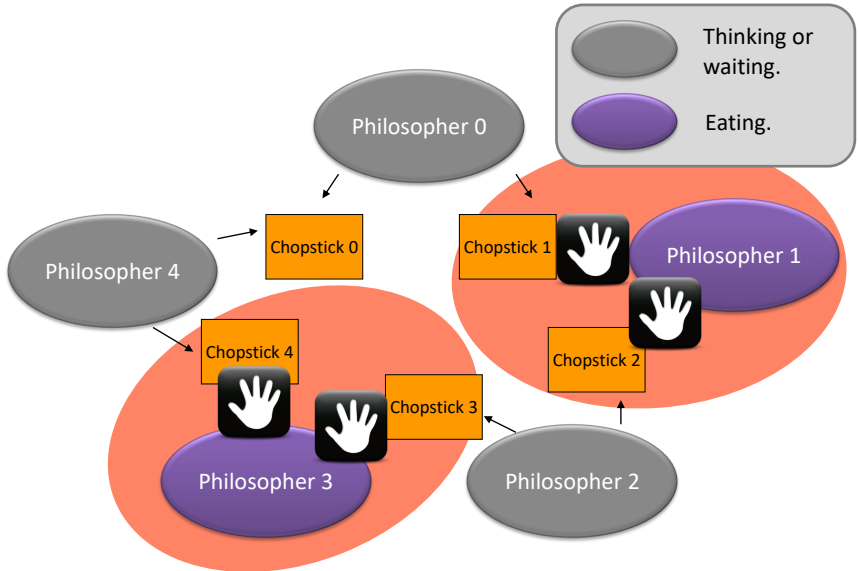 Thinking or
waiting.
Eating.
Philosopher 0
Chopstick 0
Chopstick 1
Philosopher 1
Philosopher 4
Chopstick 4
Chopstick 2
Chopstick 3
Philosopher 3
Philosopher 2